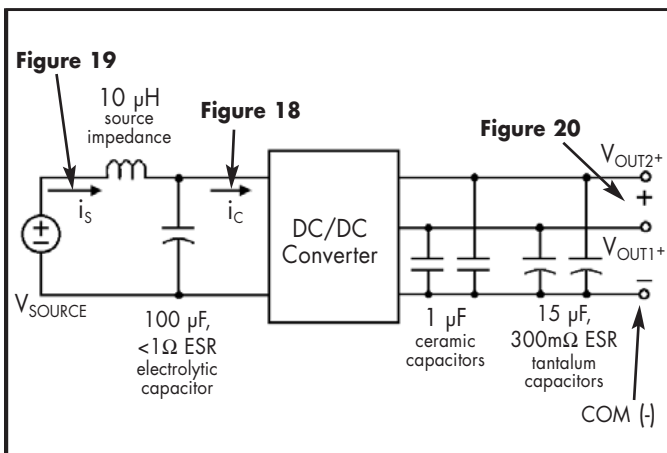 Figure 19
10 µH
source
impedance
Figure 18
Figure 20
V_OUT2+
+
i_S
i_C
DC/DC
Converter
V_OUT1+
+
−
−
V_SOURCE
100 µF,
<1Ω ESR
electrolytic
capacitor
1 µF
ceramic
capacitors
15 µF,
300mΩ ESR
tantalum
capacitors
COM (-)